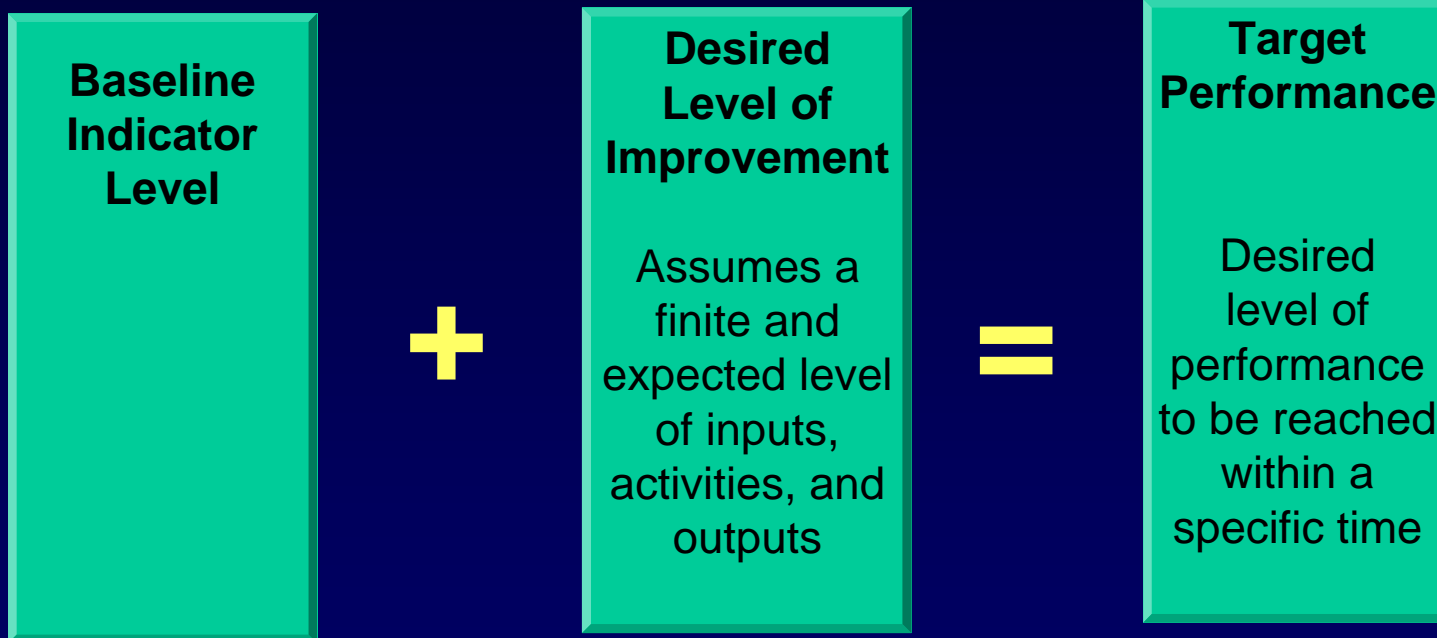 Baseline
Indicator
Level
+
Desired
Level of
Improvement
Assumes a
finite and
expected level
of inputs,
activities, and
outputs
=
Target
Performance
Desired
level of
performance
to be reached
within a
specific time